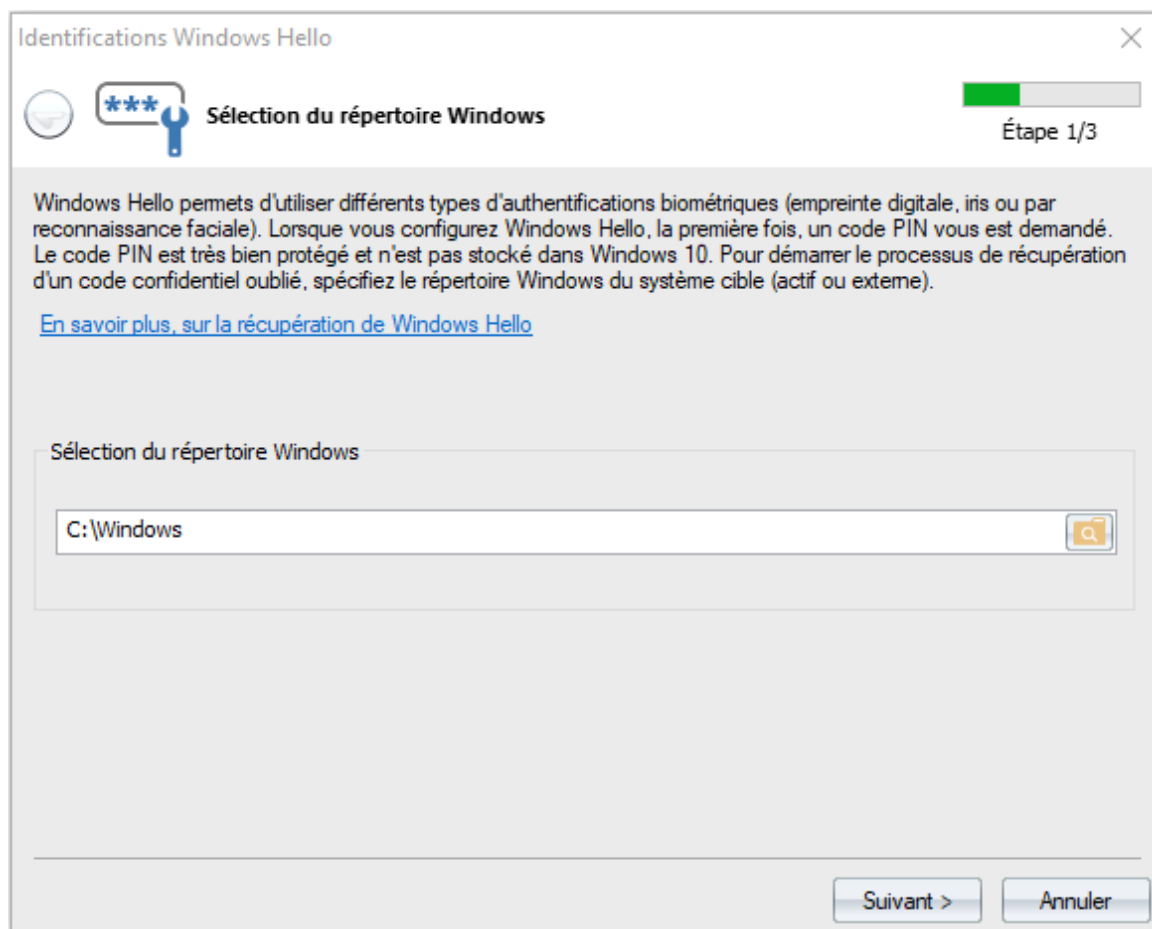 Identifications Windows Hello
***
Sélection du répertoire Windows
Étape 1/3
Windows Hello permets d'utiliser différents types d'authentifications biométriques (empreinte digitale, iris ou par
reconnaissance faciale). Lorsque vous configurez Windows Hello, la première fois, un code PIN vous est demandé.
Le code PIN est très bien protégé et n'est pas stocké dans Windows 10. Pour démarrer le processus de récupération
d'un code confidentiel oublié, spécifiez le répertoire Windows du système cible (actif ou externe).
En savoir plus, sur la récupération de Windows Hello
Sélection du répertoire Windows
C:\Windows
Suivant >
Annuler